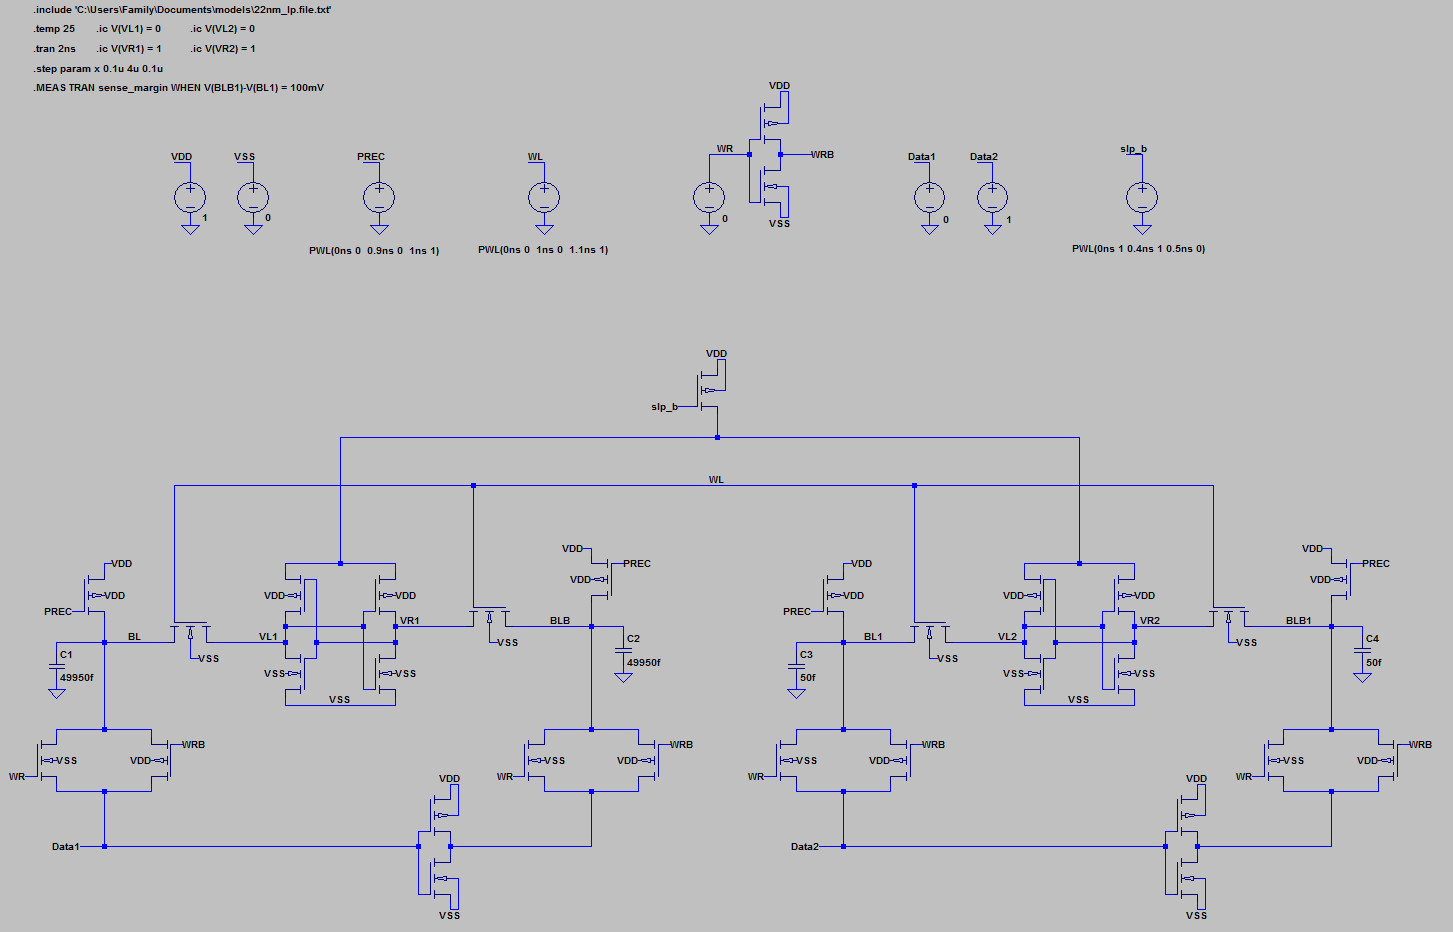 .include 'C:\Users\Family\Documents\models\22nm_lp.file.txt'
.temp 25 .ic V(VL1) = 0 .ic V(VL2) = 0
.tran 2ns .ic V(VR1) = 1 .ic V(VR2) = 1
.step param x 0.1u 4u 0.1u
.MEAS TRAN sense_margin WHEN V(BLB1)-V(BL1) = 100mV
VDD
VDD VSS PREC WL WR WRB Data1 Data2 slp_b
1 0 0 0 1
VSS
PWL(0ns 0 0.9ns 0 1ns 1) PWL(0ns 0 1ns 0 1.1ns 1) PWL(0ns 1 0.4ns 1 0.5ns 0)
VDD
slp_b
WL
VDD VDD
VDD PREC VDD PREC
VDD VDD
VDD VDD VDD VDD VDD VDD
PREC PREC
VR1 BLB VR2 BLB1
BL VL1 BL1 VL2
VSS C2 VSS C4
C1 VSS C3 VSS
49950f 50f
VSS VSS VSS VSS
49950f 50f
VSS VSS
WRB WRB WRB WRB
VSS VDD VSS VDD VSS VDD VSS VDD
WR WR WR WR
VDD VDD
Data1 Data2
VSS VSS